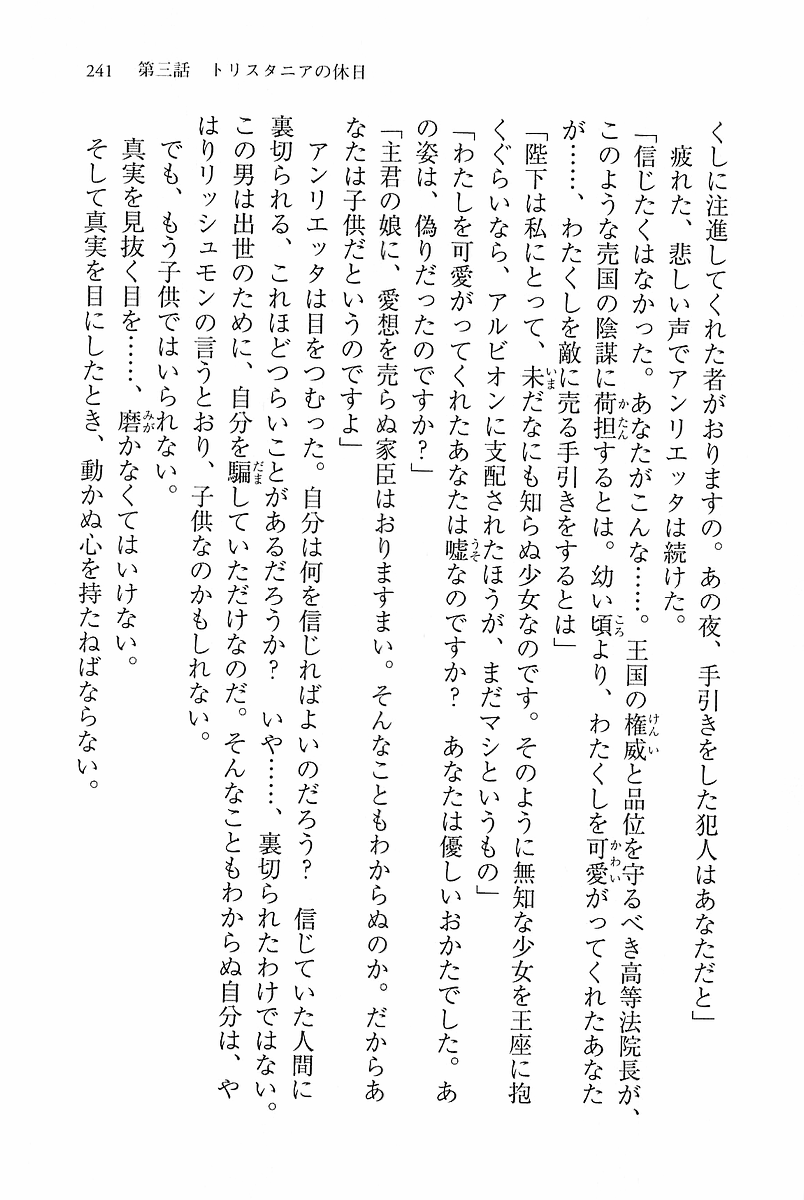 241　第三話　トリスタニアの休日
くしに注進してくれた者がおりますの。あの夜、手引きをした犯人はあなただと」
　疲れた、悲しい声でアンリエッタは続けた。
「信じたくはなかった。あなたがこんな……。王国の権威と品位を守るべき高等法院長が、
このような売国の陰謀に荷担するとは。幼い頃より、わたくしを可愛がってくれたあなた
が……、わたくしを敵に売る手引きをするとは」
「陛下は私にとって、未だなにも知らぬ少女なのです。そのように無知な少女を王座に抱
くぐらいなら、アルビオンに支配されたほうが、まだマシというもの」
「わたしを可愛がってくれたあなたは嘘なのですか？　あなたは優しいおかたでした。あ
の姿は、偽りだったのですか？」
「主君の娘に、愛想を売らぬ家臣はおりますまい。そんなこともわからぬのか。だからあ
なたは子供だというのですよ」
　アンリエッタは目をつむった。自分は何を信じればよいのだろう？　信じていた人間に
裏切られる、これほどつらいことがあるだろうか？　いや……、裏切られたわけではない。
この男は出世のために、自分を騙していただけなのだ。そんなこともわからぬ自分は、や
はりリッシュモンの言うとおり、子供なのかもしれない。
　でも、もう子供ではいられない。
　真実を見抜く目を……、磨かなくてはいけない。
　そして真実を目にしたとき、動かぬ心を持たねばならない。